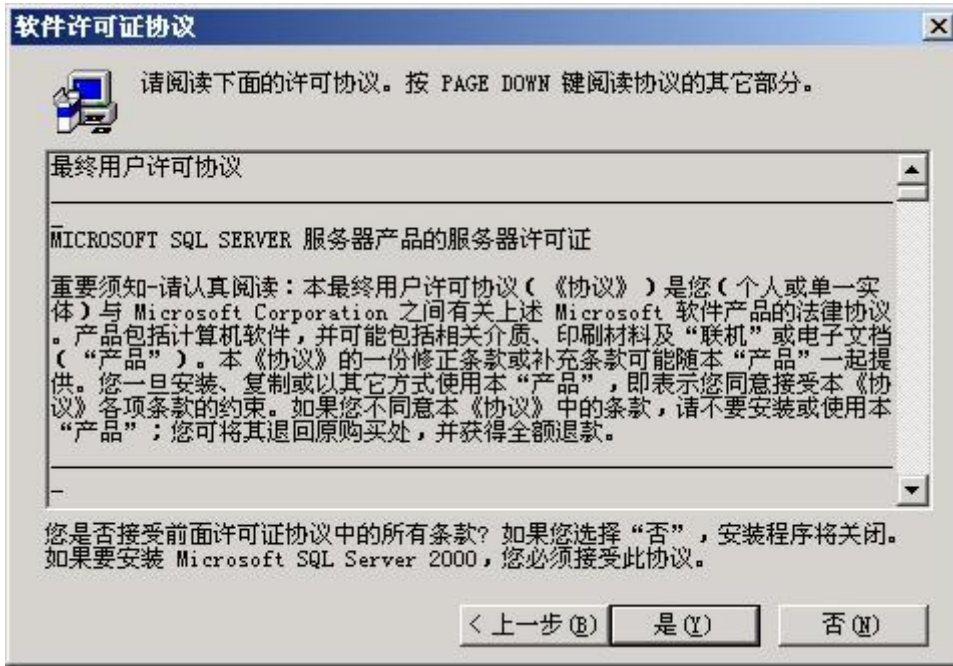 软件许可证协议
请阅读下面的许可协议。按 PAGE DOWN 键阅读协议的其它部分。
最终用户许可协议
MICROSOFT SQL SERVER 服务器产品的服务器许可证
重要须知-请认真阅读：本最终用户许可协议（《协议》）是您（个人或单一实
体）与 Microsoft Corporation 之间有关上述 Microsoft 软件产品的法律协议
。产品包括计算机软件，并可能包括相关介质、印刷材料及“联机”或电子文档
（“产品”）。本《协议》的一份修正条款或补充条款可能随本“产品”一起提
供。您一旦安装、复制或以其它方式使用本“产品”，即表示您同意接受本《协
议》各项条款的约束。如果您不同意本《协议》中的条款，请不要安装或使用本
“产品”；您可将其退回原购买处，并获得全额退款。
您是否接受前面许可证协议中的所有条款？如果您选择“否”，安装程序将关闭。
如果要安装 Microsoft SQL Server 2000，您必须接受此协议。
< 上一步(B) 是(Y) 否(N)